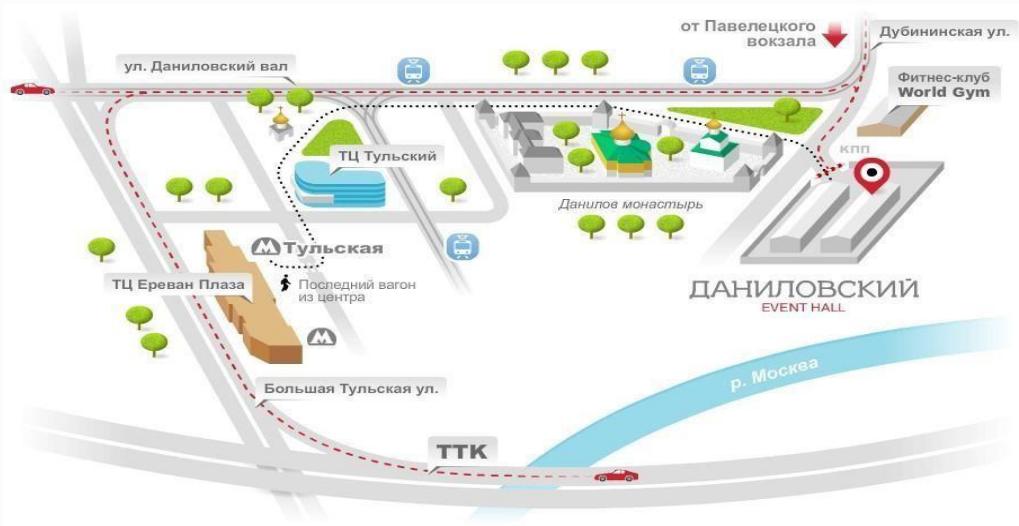 от Павелецкого
вокзала
Дубининская ул.
ул. Даниловский вал
Фитнес-клуб
World Gym
ТЦ Тульский
КПП
Данилов монастырь
Тульская
ТЦ Ереван Плаза
Последний вагон
из центра
ДАНИЛОВСКИЙ
EVENT HALL
р. Москва
Большая Тульская ул.
ТТК